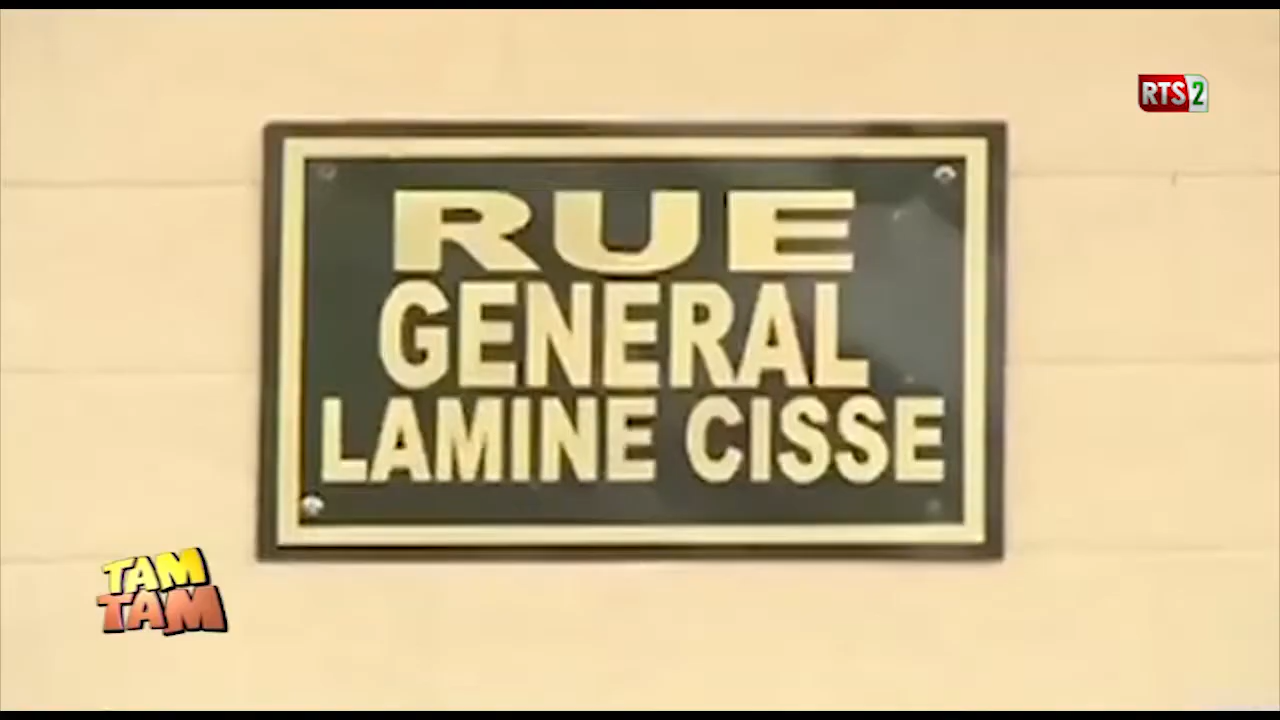 RTS2
RUE
GENERAL
LAMINE CISSE
TAM
TAM